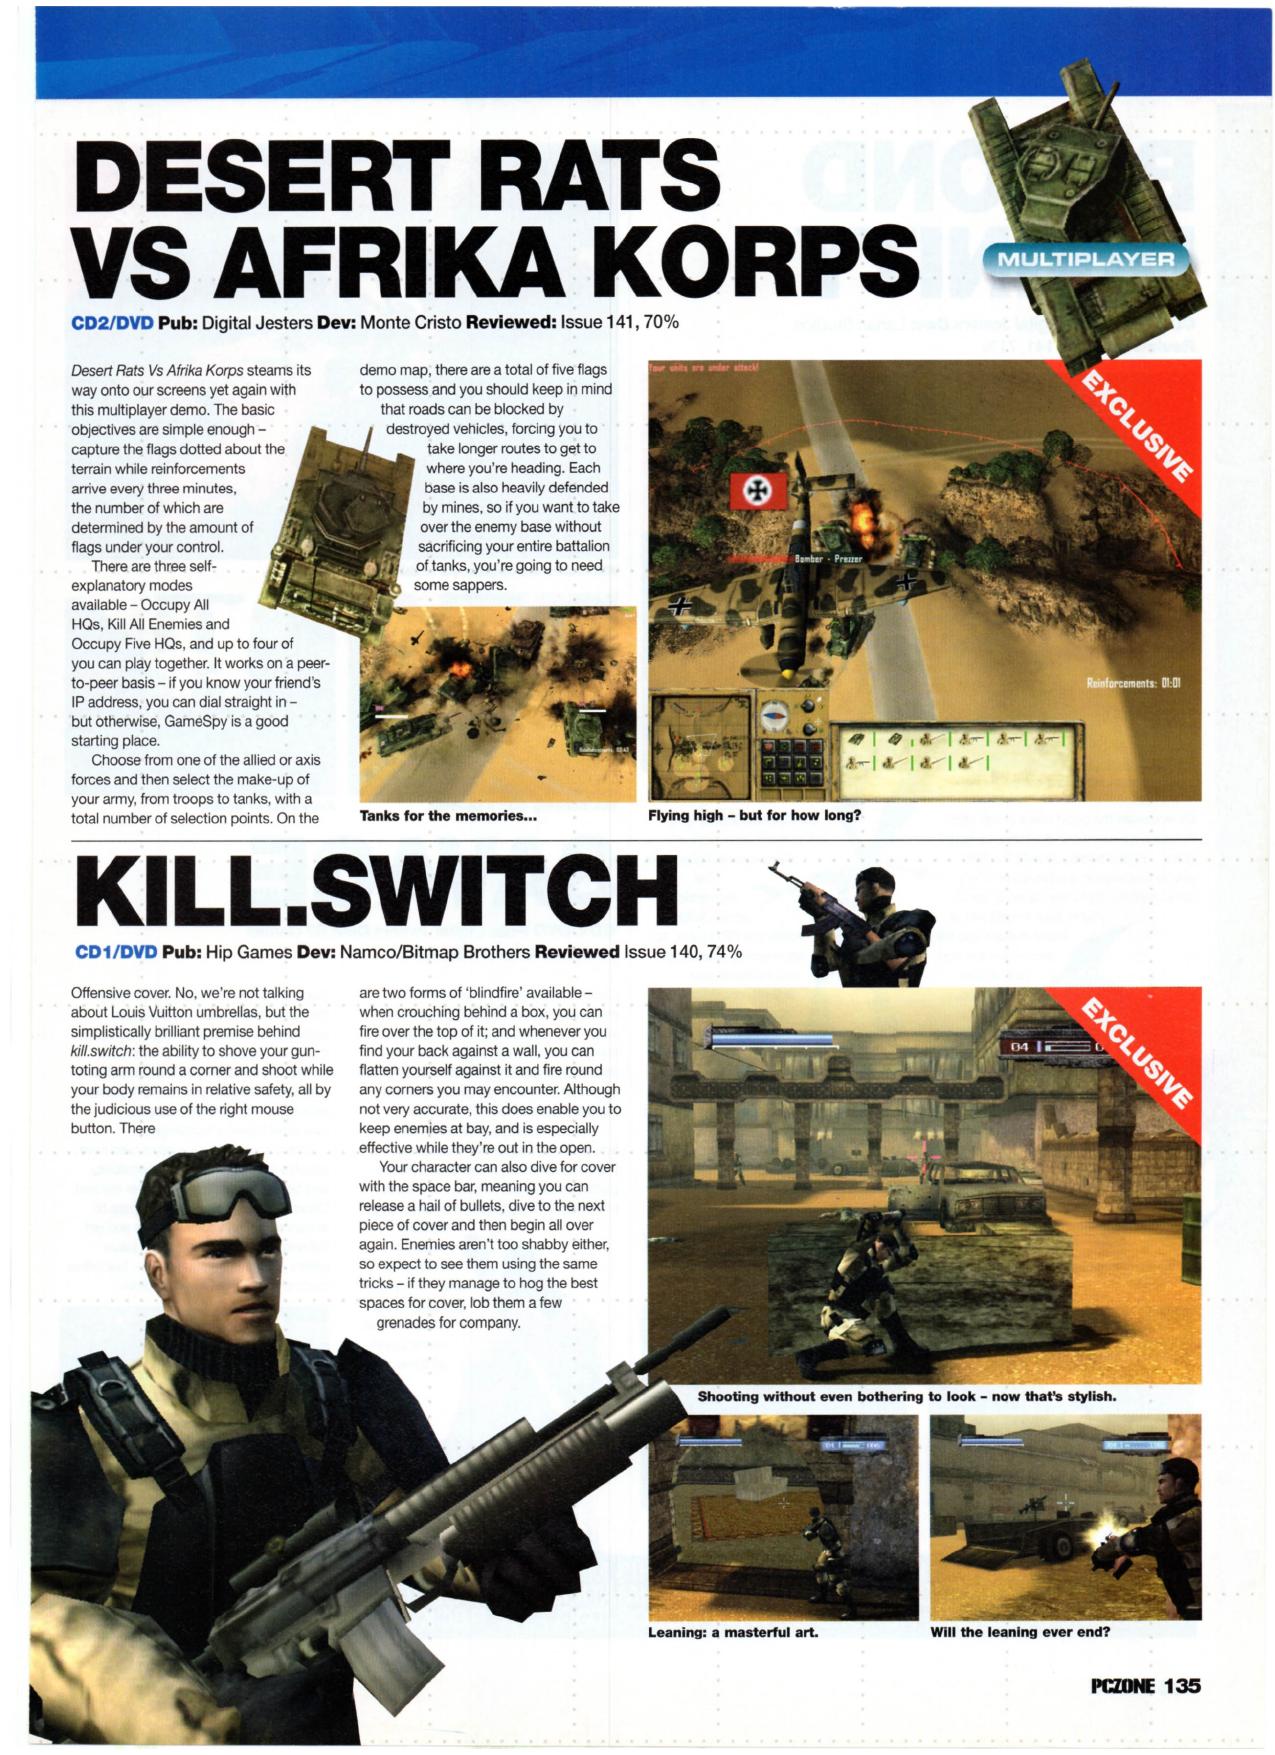 DESERT RATS
VS AFRIKA KORPS
MULTIPLAYER
CD2/DVD Pub: Digital Jesters Dev: Monte Cristo Reviewed: Issue 141, 70%
Desert Rats Vs Afrika Korps steams its
way onto our screens yet again with
this multiplayer demo. The basic
objectives are simple enough –
capture the flags dotted about the
terrain while reinforcements
arrive every three minutes,
the number of which are
determined by the amount of
flags under your control.
There are three self-
explanatory modes
available – Occupy All
HQs, Kill All Enemies and
Occupy Five HQs, and up to four of
you can play together. It works on a peer-
to-peer basis – if you know your friend's
IP address, you can dial straight in –
but otherwise, GameSpy is a good
starting place.
Choose from one of the allied or axis
forces and then select the make-up of
your army, from troops to tanks, with a
total number of selection points. On the
demo map, there are a total of five flags
to possess and you should keep in mind
that roads can be blocked by
destroyed vehicles, forcing you to
take longer routes to get to
where you're heading. Each
base is also heavily defended
by mines, so if you want to take
over the enemy base without
sacrificing your entire battalion
of tanks, you're going to need
some sappers.
Tanks for the memories...
Your units are under attack!
EXCLUSIVE
Bomber - Prezzer
Reinforcements: 01:01
Flying high – but for how long?
KILL.SWITCH
CD1/DVD Pub: Hip Games Dev: Namco/Bitmap Brothers Reviewed Issue 140, 74%
Offensive cover. No, we're not talking
about Louis Vuitton umbrellas, but the
simplistically brilliant premise behind
kill.switch: the ability to shove your gun-
toting arm round a corner and shoot while
your body remains in relative safety, all by
the judicious use of the right mouse
button. There
are two forms of 'blindfire' available –
when crouching behind a box, you can
fire over the top of it; and whenever you
find your back against a wall, you can
flatten yourself against it and fire round
any corners you may encounter. Although
not very accurate, this does enable you to
keep enemies at bay, and is especially
effective while they're out in the open.
Your character can also dive for cover
with the space bar, meaning you can
release a hail of bullets, dive to the next
piece of cover and then begin all over
again. Enemies aren't too shabby either,
so expect to see them using the same
tricks – if they manage to hog the best
spaces for cover, lob them a few
grenades for company.
EXCLUSIVE
04
Shooting without even bothering to look – now that's stylish.
Leaning: a masterful art.
Will the leaning ever end?
PCZONE 135